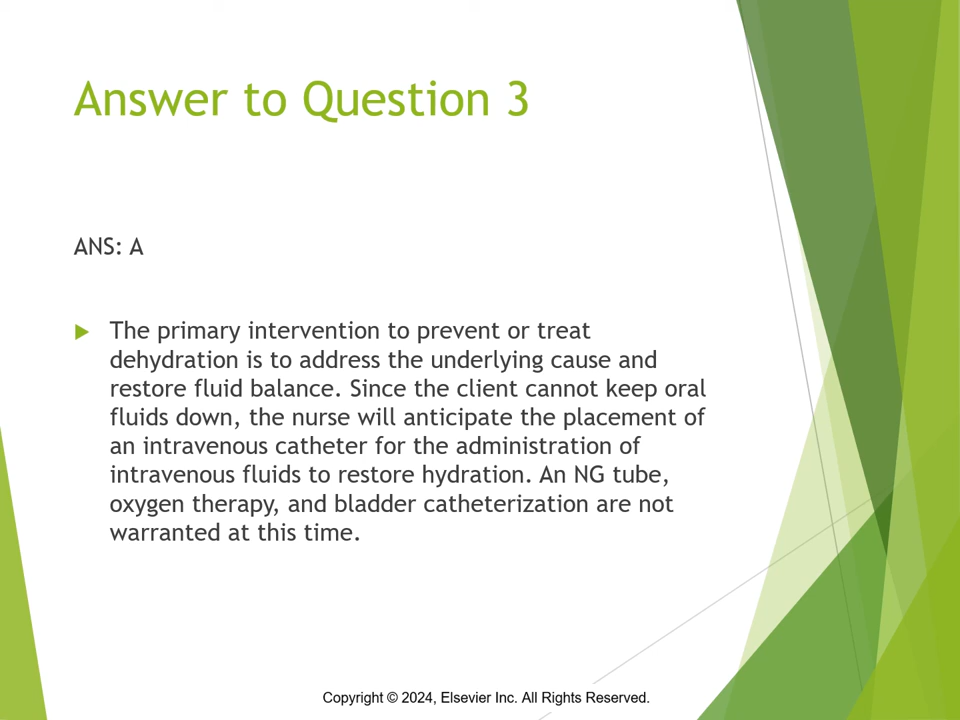 Answer to Question 3
ANS: A
The primary intervention to prevent or treat
dehydration is to address the underlying cause and
restore fluid balance. Since the client cannot keep oral
fluids down, the nurse will anticipate the placement of
an intravenous catheter for the administration of
intravenous fluids to restore hydration. An NG tube,
oxygen therapy, and bladder catheterization are not
warranted at this time.
Copyright © 2024, Elsevier Inc. All Rights Reserved.